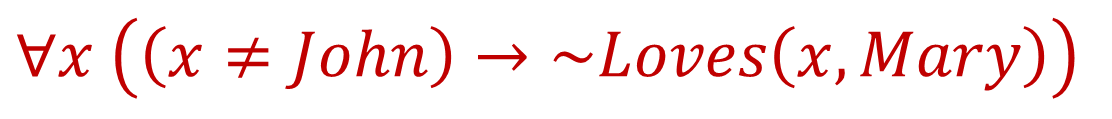 ∀x ((x ≠ John) → ~Loves(x, Mary))